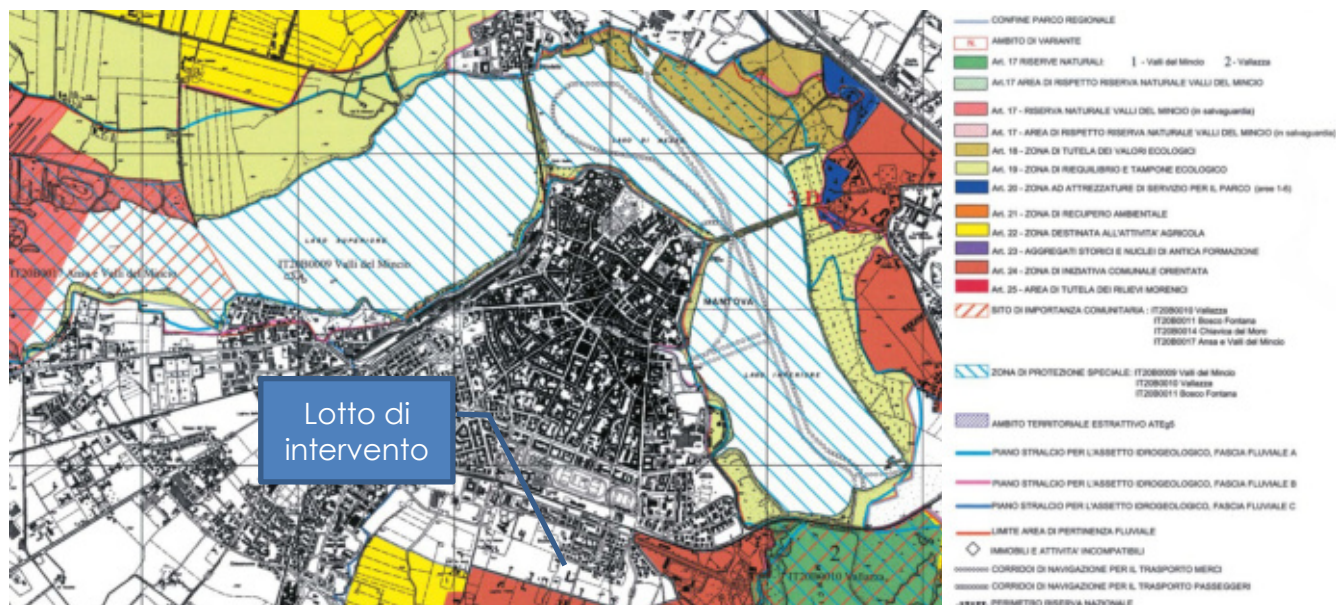 LAGO DI MEZZO
LAGO SUPERIORE
IT20B0009 Valli del Mincio
IT20B0017 Ansa e Valli del Mincio
MANTOVA
LAGO INFERIORE
Lotto di
intervento
2
IT20B0010 Vallazza
CONFINE PARCO REGIONALE
N. AMBITO DI VARIANTE
Art. 17 RISERVE NATURALI: 1 - Valli del Mincio 2 - Vallazza
Art.17 AREA DI RISPETTO RISERVA NATURALE VALLI DEL MINCIO
Art. 17 - RISERVA NATURALE VALLI DEL MINCIO (in salvaguardia)
Art. 17 - AREA DI RISPETTO RISERVA NATURALE VALLI DEL MINCIO (in salvaguardia)
Art. 18 - ZONA DI TUTELA DEI VALORI ECOLOGICI
Art. 19 - ZONA DI RIEQUILIBRIO E TAMPONE ECOLOGICO
Art. 20 - ZONA AD ATTREZZATURE DI SERVIZIO PER IL PARCO (aree 1-6)
Art. 21 - ZONA DI RECUPERO AMBIENTALE
Art. 22 - ZONA DESTINATA ALL'ATTIVITA' AGRICOLA
Art. 23 - AGGREGATI STORICI E NUCLEI DI ANTICA FORMAZIONE
Art. 24 - ZONA DI INIZIATIVA COMUNALE ORIENTATA
Art. 25 - AREA DI TUTELA DEI RILIEVI MORENICI
SITO DI IMPORTANZA COMUNITARIA : IT20B0010 Vallazza
IT20B0011 Bosco Fontana
IT20B0014 Chiavica del Moro
IT20B0017 Ansa e Valli del Mincio
ZONA DI PROTEZIONE SPECIALE: IT20B0009 Valli del Mincio
IT20B0010 Vallazza
IT20B0011 Bosco Fontana
AMBITO TERRITORIALE ESTRATTIVO ATEg5
PIANO STRALCIO PER L'ASSETTO IDROGEOLOGICO, FASCIA FLUVIALE A
PIANO STRALCIO PER L'ASSETTO IDROGEOLOGICO, FASCIA FLUVIALE B
PIANO STRALCIO PER L'ASSETTO IDROGEOLOGICO, FASCIA FLUVIALE C
LIMITE AREA DI PERTINENZA FLUVIALE
IMMOBILI E ATTIVITA' INCOMPATIBILI
CORRIDOI DI NAVIGAZIONE PER IL TRASPORTO MERCI
CORRIDOI DI NAVIGAZIONE PER IL TRASPORTO PASSEGGERI
PERIMETRO RISERVA NAZIONALE